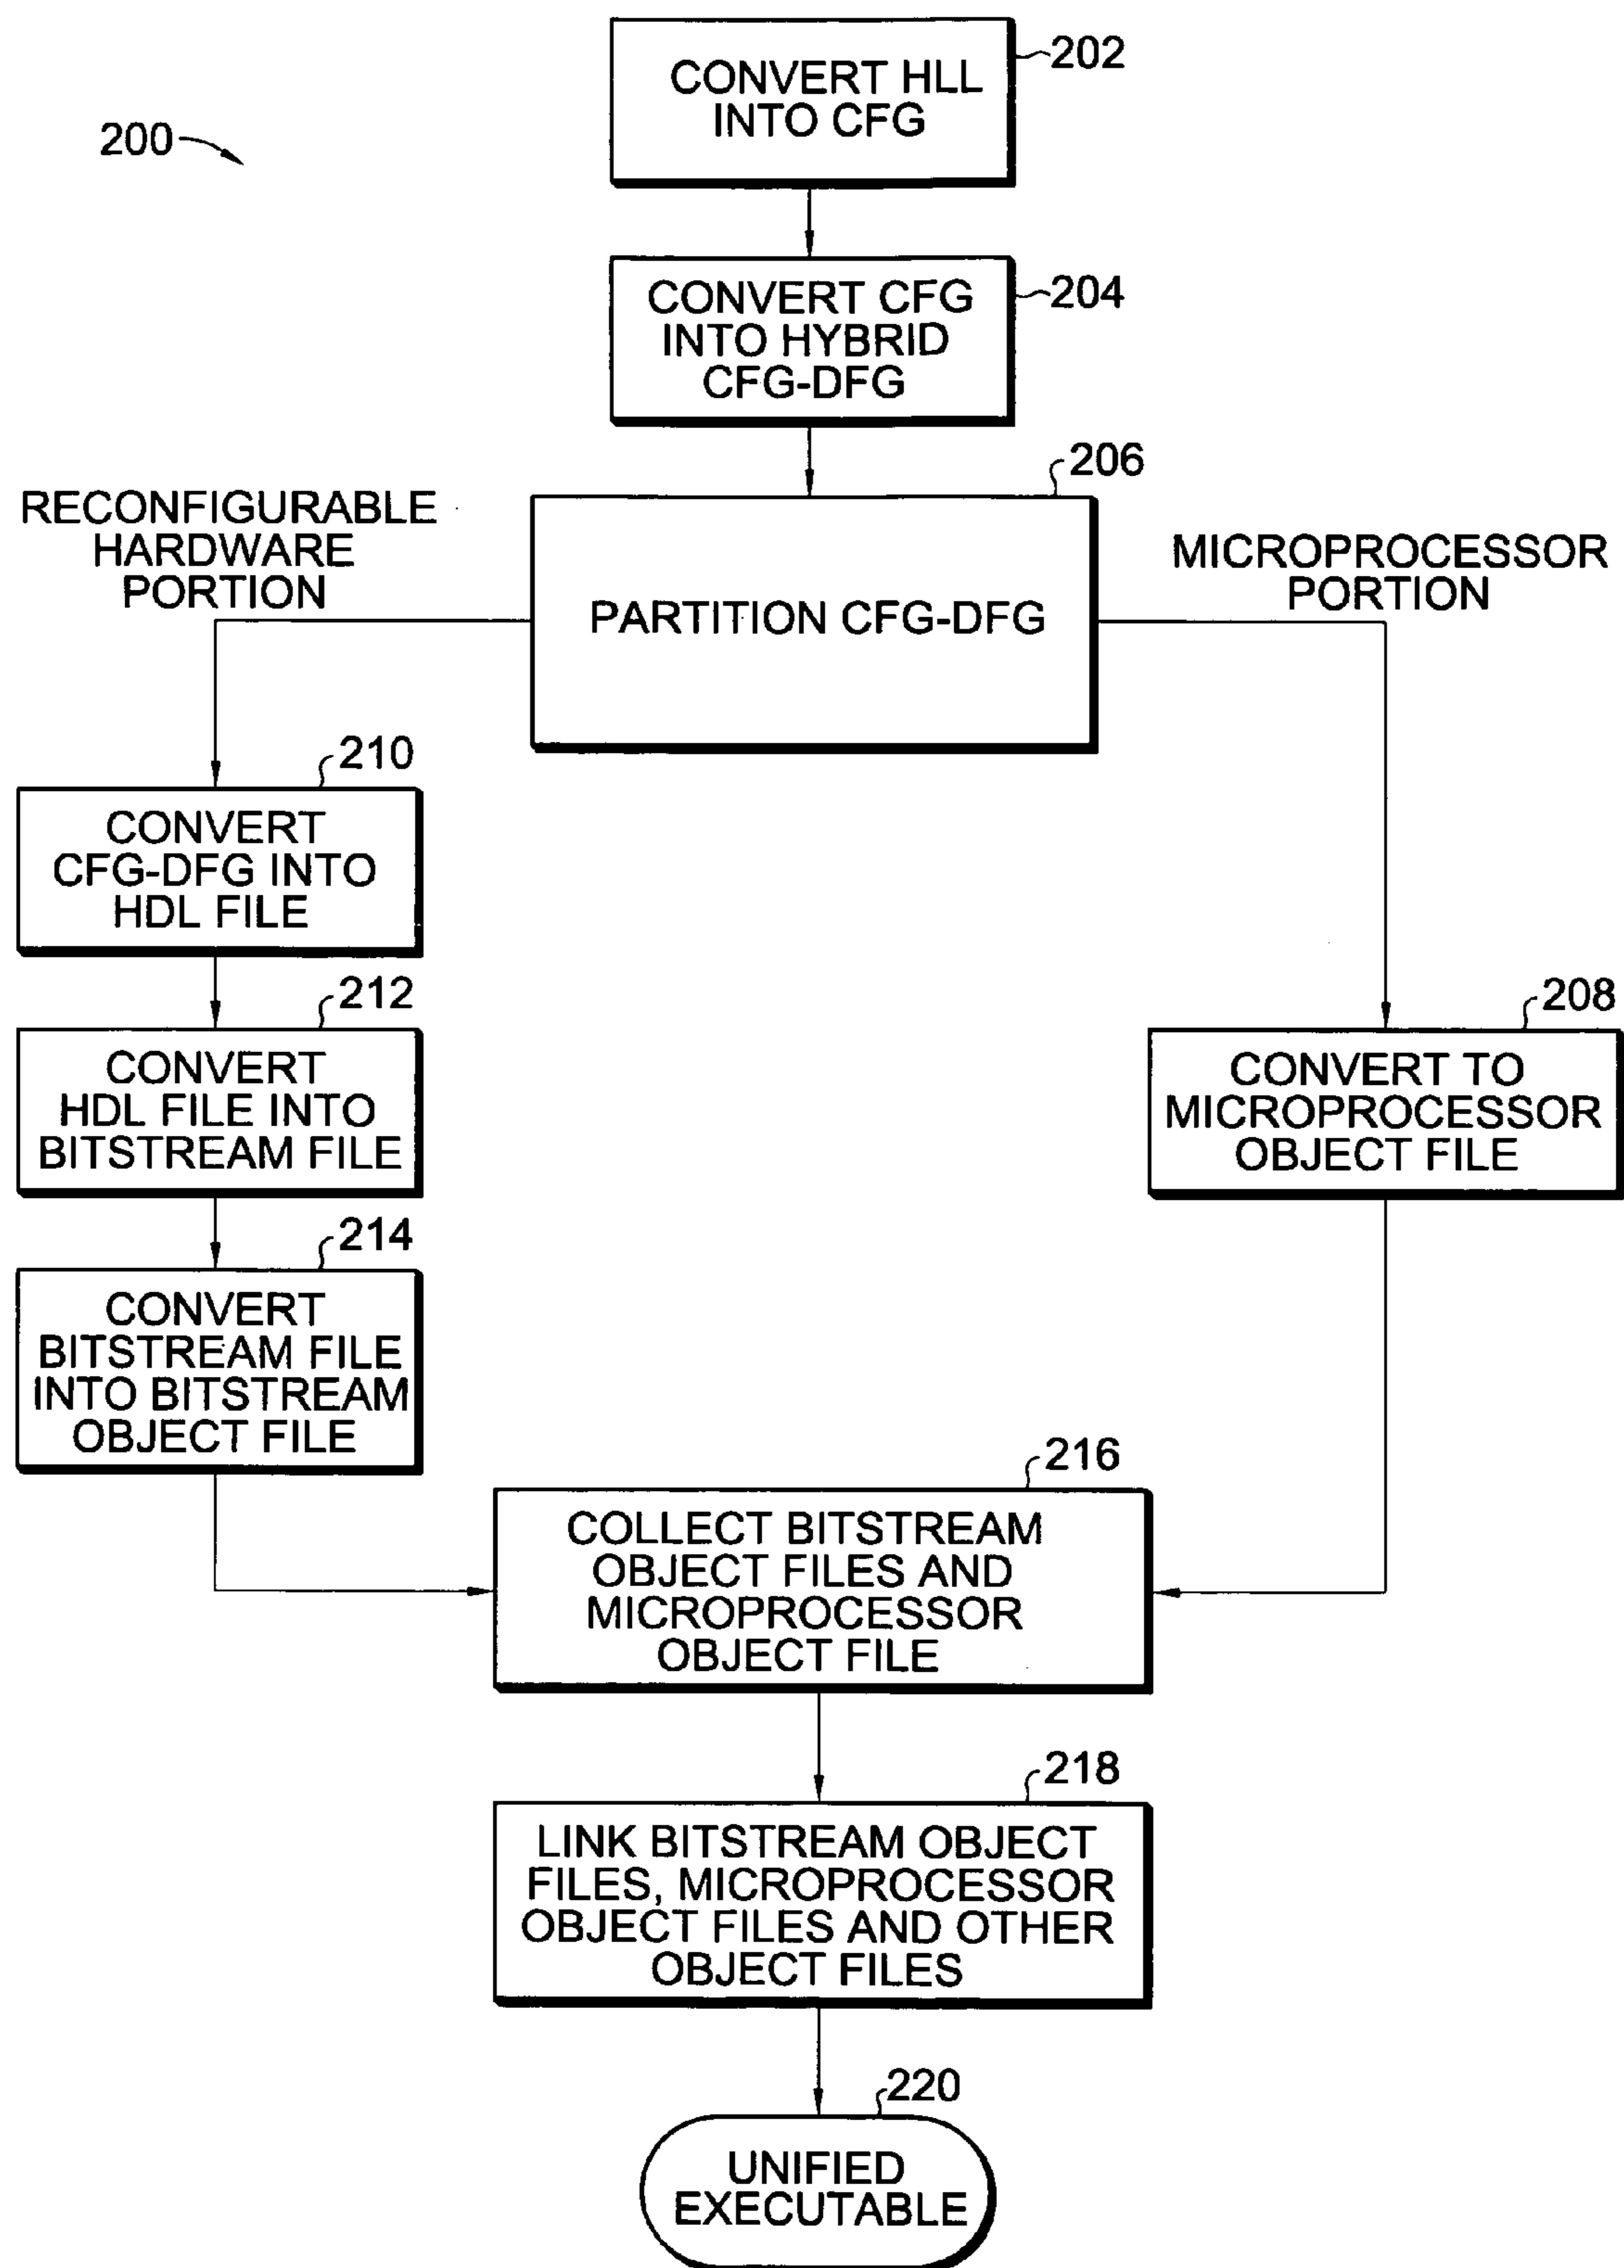 202
CONVERT HLL
INTO CFG
200
204
CONVERT CFG
INTO HYBRID
CFG-DFG
206
RECONFIGURABLE
HARDWARE
PORTION
PARTITION CFG-DFG
MICROPROCESSOR
PORTION
210
CONVERT
CFG-DFG INTO
HDL FILE
212
CONVERT
HDL FILE INTO
BITSTREAM FILE
208
CONVERT TO
MICROPROCESSOR
OBJECT FILE
214
CONVERT
BITSTREAM FILE
INTO BITSTREAM
OBJECT FILE
216
COLLECT BITSTREAM
OBJECT FILES AND
MICROPROCESSOR
OBJECT FILE
218
LINK BITSTREAM OBJECT
FILES, MICROPROCESSOR
OBJECT FILES AND OTHER
OBJECT FILES
220
UNIFIED
EXECUTABLE